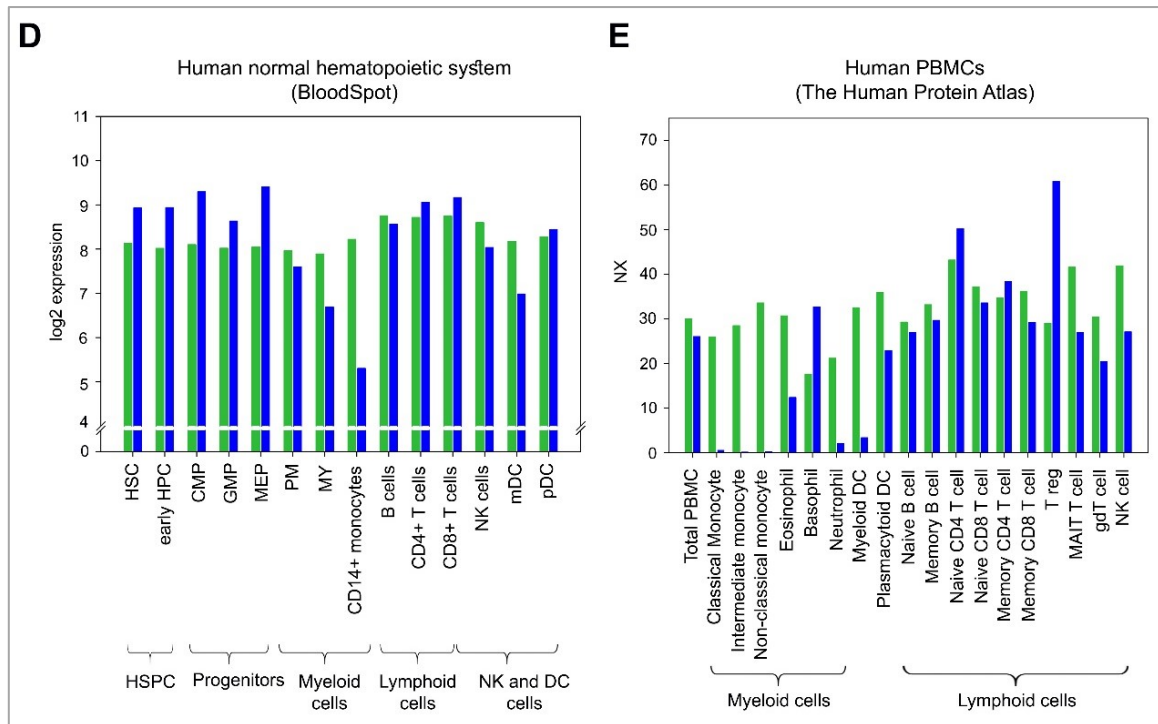 D
Human normal hematopoietic system
(BloodSpot)
log2 expression
11
10
9
8
7
6
5
4
0
HSC
early HPC
CMP
GMP
MEP
PM
MY
CD14+ monocytes
B cells
CD4+ T cells
CD8+ T cells
NK cells
mDC
pDC
HSPC
Progenitors
Myeloid
cells
Lymphoid
cells
NK and DC
cells
E
Human PBMCs
(The Human Protein Atlas)
NX
70
60
50
40
30
20
10
0
Total PBMC
Classical Monocyte
Intermediate monocyte
Non-classical monocyte
Eosinophil
Basophil
Neutrophil
Myeloid DC
Plasmacytoid DC
Naive B cell
Memory B cell
Naive CD4 T cell
Naive CD8 T cell
Memory CD4 T cell
Memory CD8 T cell
T reg
MAIT T cell
gdT cell
NK cell
Myeloid cells
Lymphoid cells